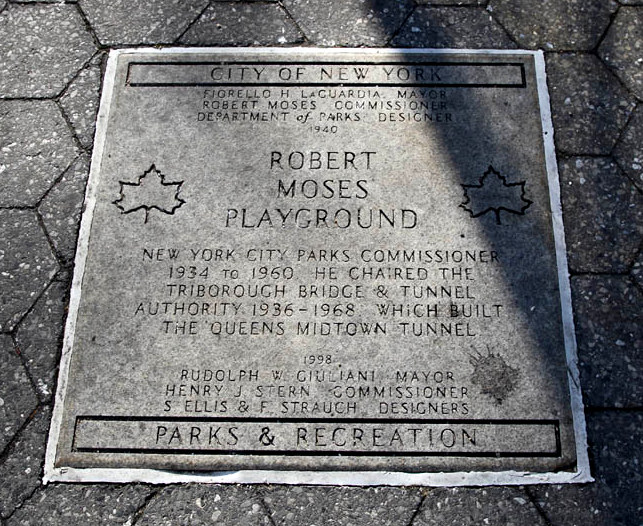 CITY OF NEW YORK
FIORELLO H LAGUARDIA MAYOR
ROBERT MOSES COMMISSIONER
DEPARTMENT of PARKS DESIGNER
1940
ROBERT
MOSES
PLAYGROUND
NEW YORK CITY PARKS COMMISSIONER
1934 TO 1960 HE CHAIRED THE
TRIBOROUGH BRIDGE & TUNNEL
AUTHORITY 1936-1968 WHICH BUILT
THE QUEENS MIDTOWN TUNNEL
1998
RUDOLPH W GIULIANI MAYOR
HENRY J STERN COMMISSIONER
S ELLIS & F STRAUCH DESIGNERS
PARKS & RECREATION